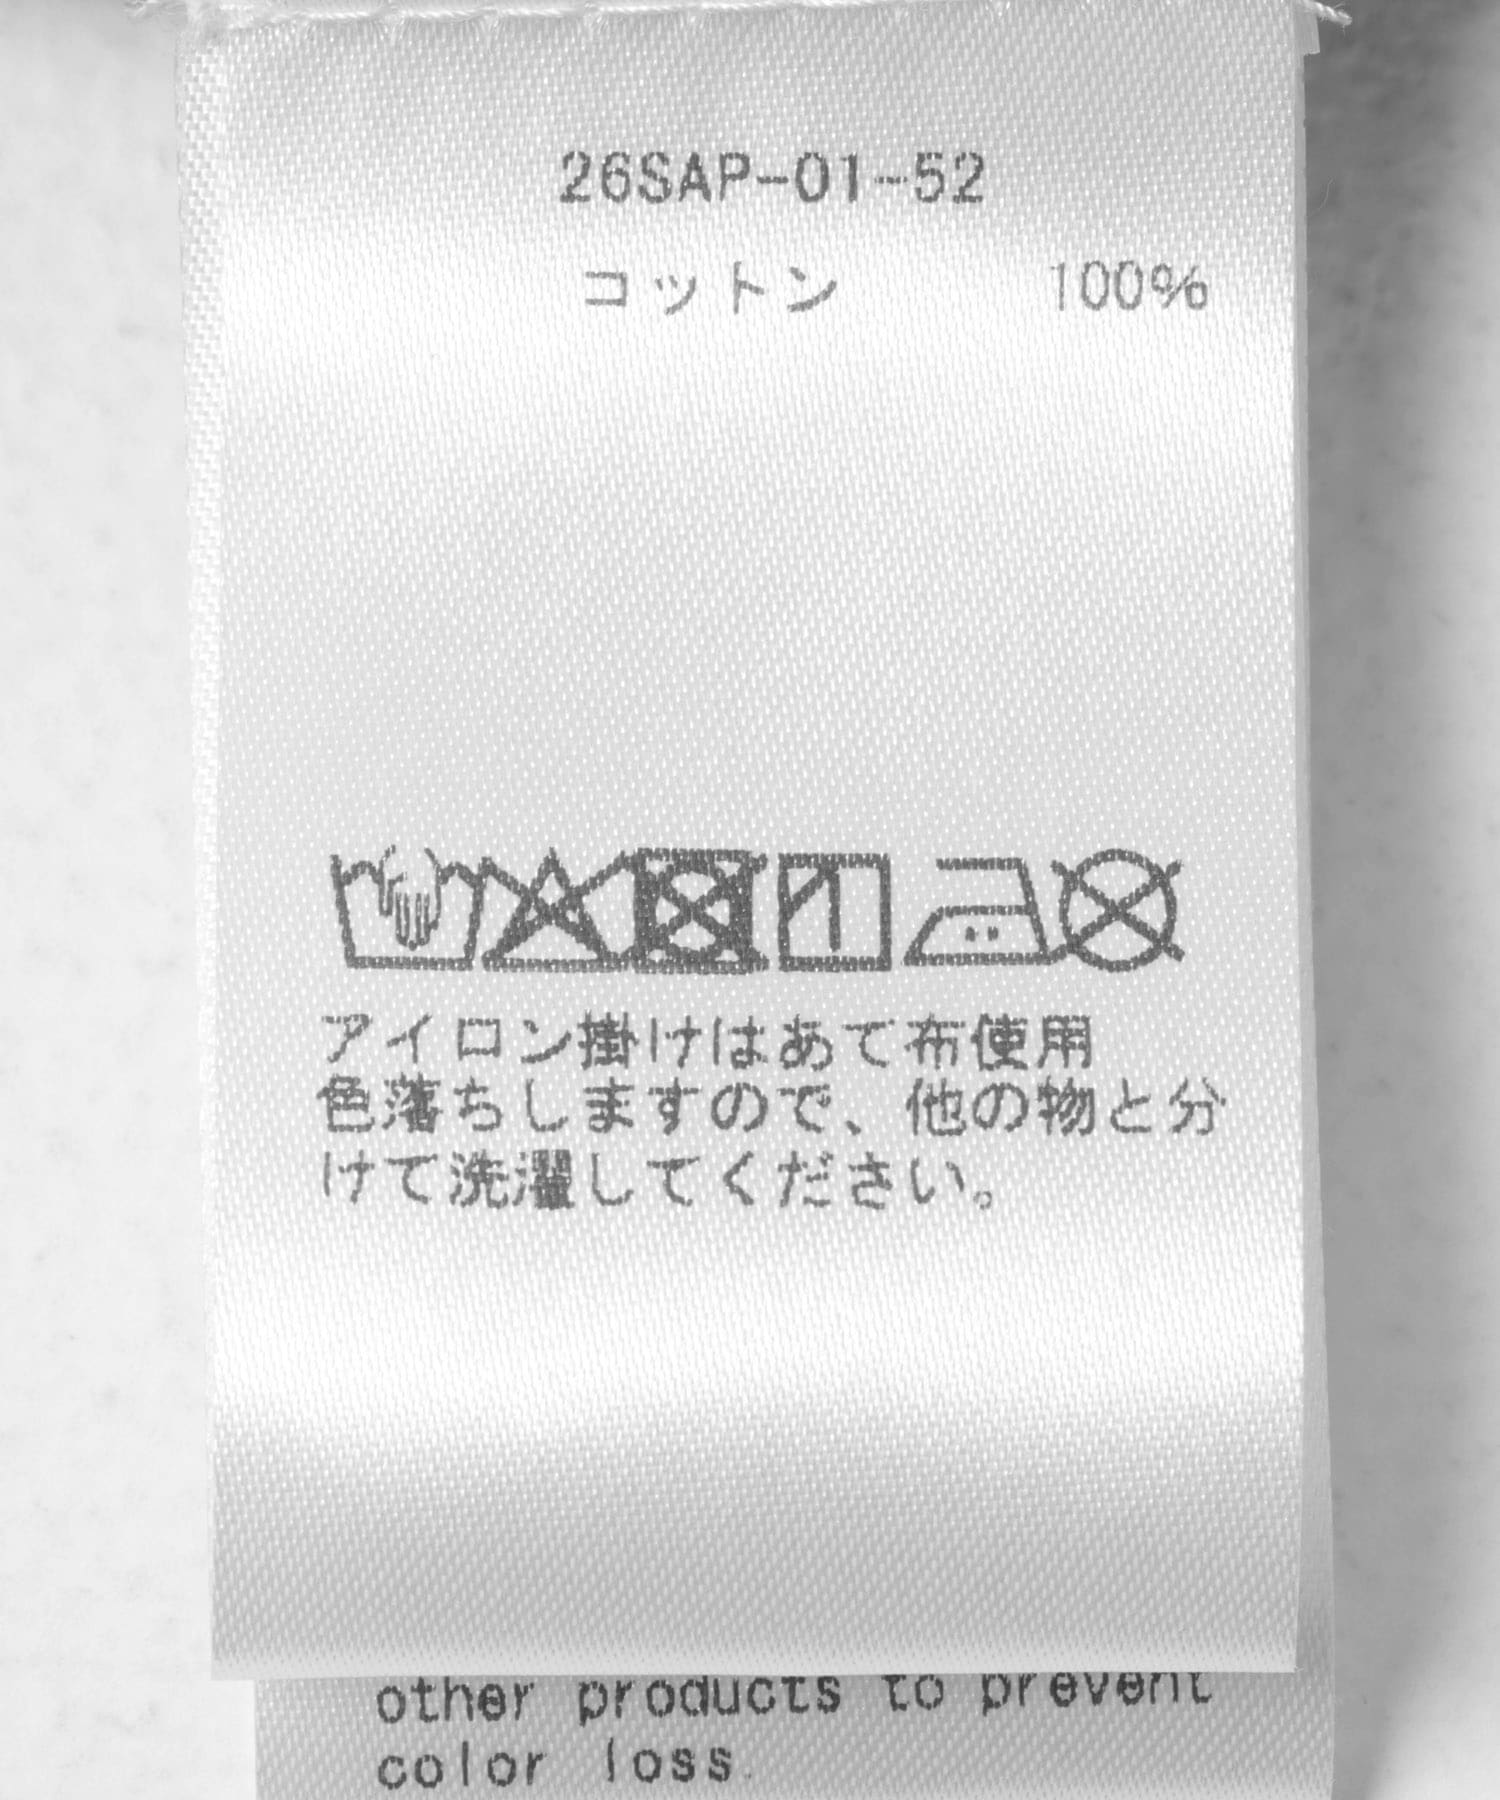 26SAP-01-52
コットン 100%
アイロン掛けはあて布使用
色落ちしますので、他の物と分
けて洗濯してください。
other products to prevent
color loss.